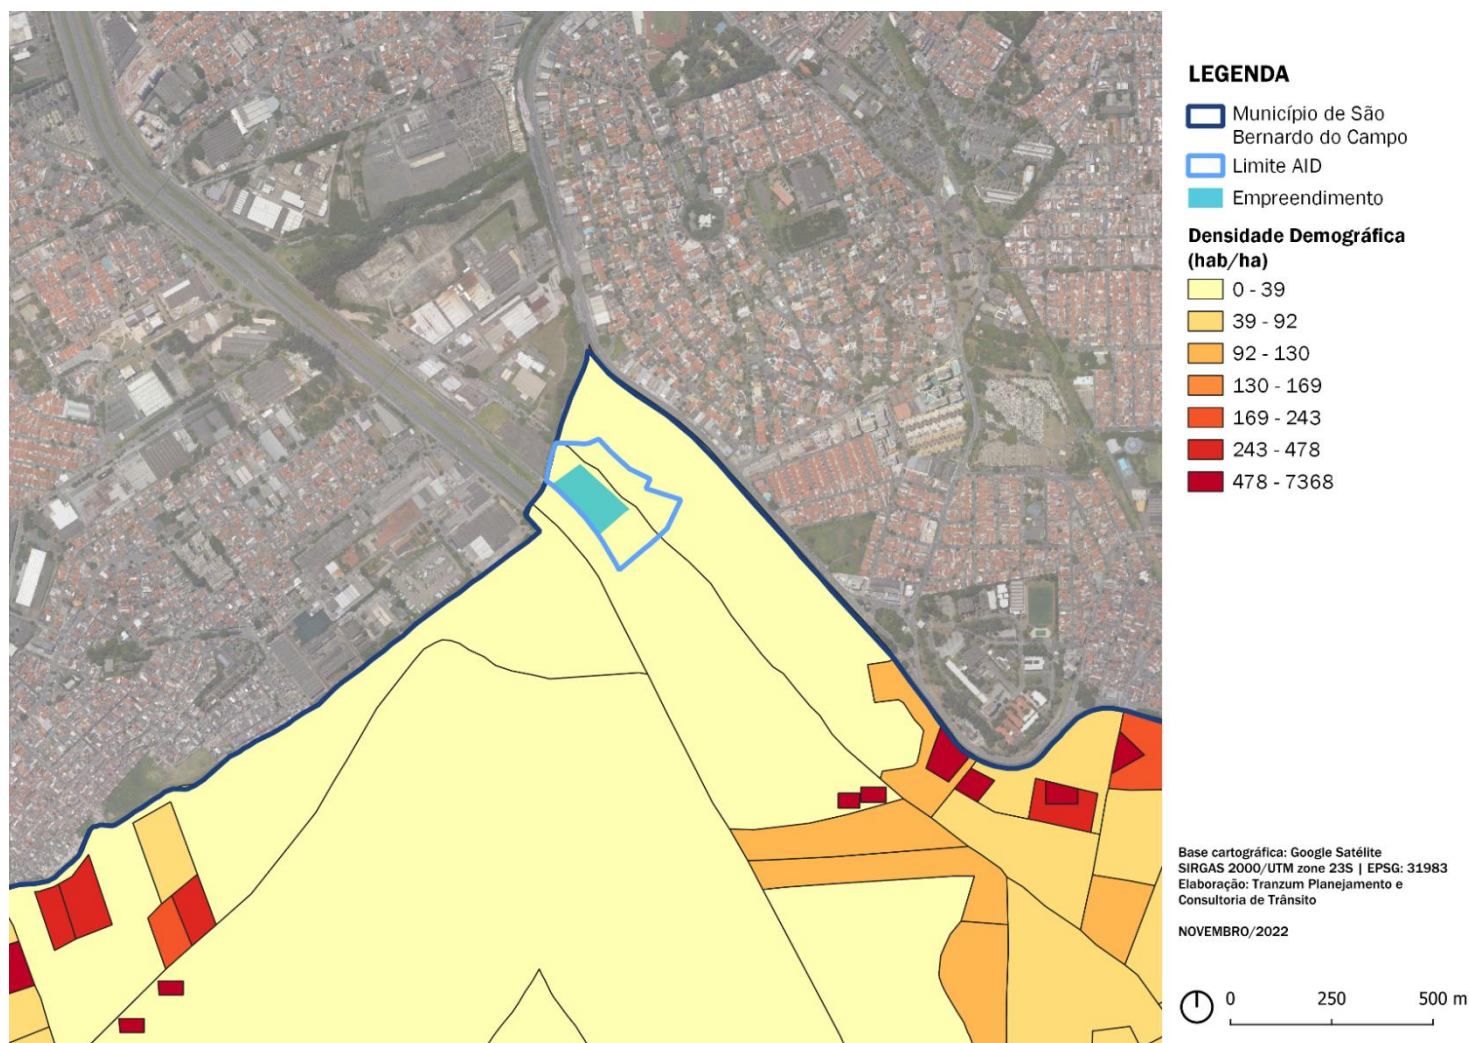 LEGENDA
Município de São
Bernardo do Campo
Limite AID
Empreendimento
Densidade Demográfica
(hab/ha)
0 - 39
39 - 92
92 - 130
130 - 169
169 - 243
243 - 478
478 - 7368
Base cartográfica: Google Satélite
SIRGAS 2000/UTM zone 23S | EPSG: 31983
Elaboração: Tranzum Planejamento e
Consultoria de Trânsito
NOVEMBRO/2022
0 250 500 m